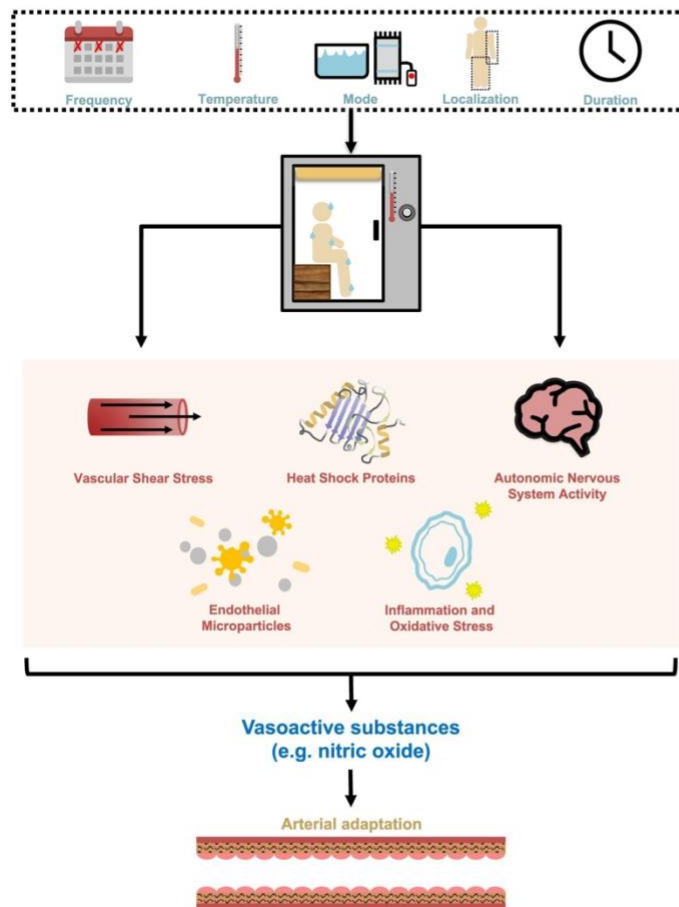 Frequency
Temperature
Mode
Localization
Duration
Vascular Shear Stress
Heat Shock Proteins
Autonomic Nervous
System Activity
Endothelial
Microparticles
Inflammation and
Oxidative Stress
Vasoactive substances
(e.g. nitric oxide)
Arterial adaptation